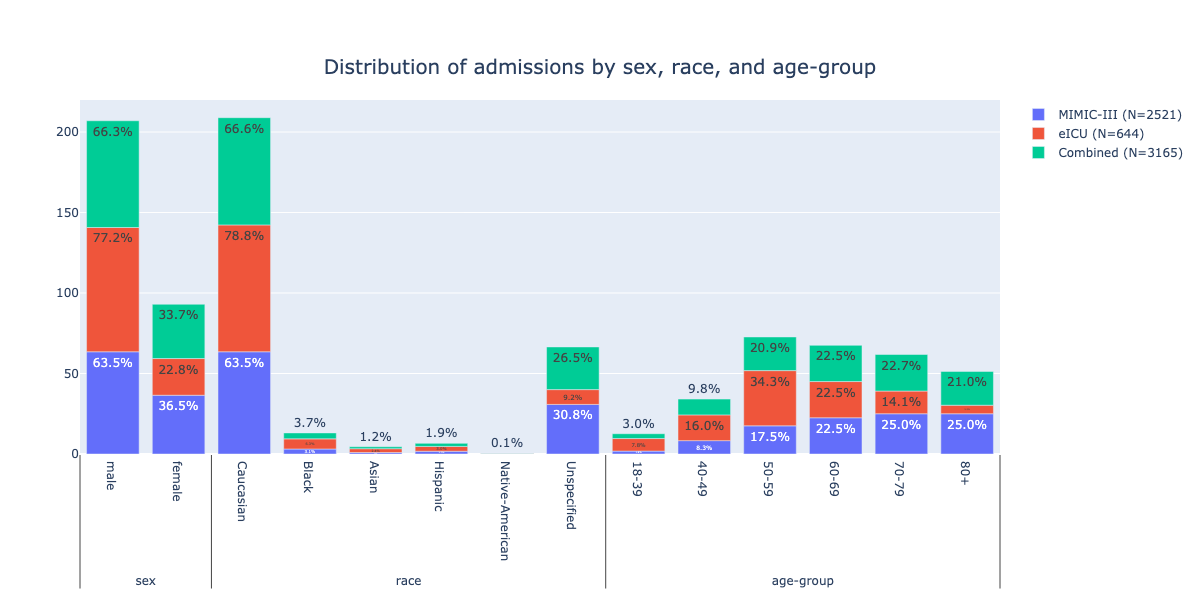 Distribution of admissions by sex, race, and age-group
MIMIC-III (N=2521)
eICU (N=644)
Combined (N=3165)
200
150
100
50
0
66.3%
77.2%
63.5%
33.7%
22.8%
36.5%
66.6%
78.8%
63.5%
3.7%
3.1%
1.2%
1.9%
0.1%
26.5%
9.2%
30.8%
3.0%
7.8%
9.8%
16.0%
8.3%
20.9%
34.3%
17.5%
22.5%
22.5%
22.5%
22.7%
14.1%
25.0%
21.0%
25.0%
male
female
Caucasian
Black
Asian
Hispanic
Native-American
Unspecified
18-39
40-49
50-59
60-69
70-79
80+
sex
race
age-group